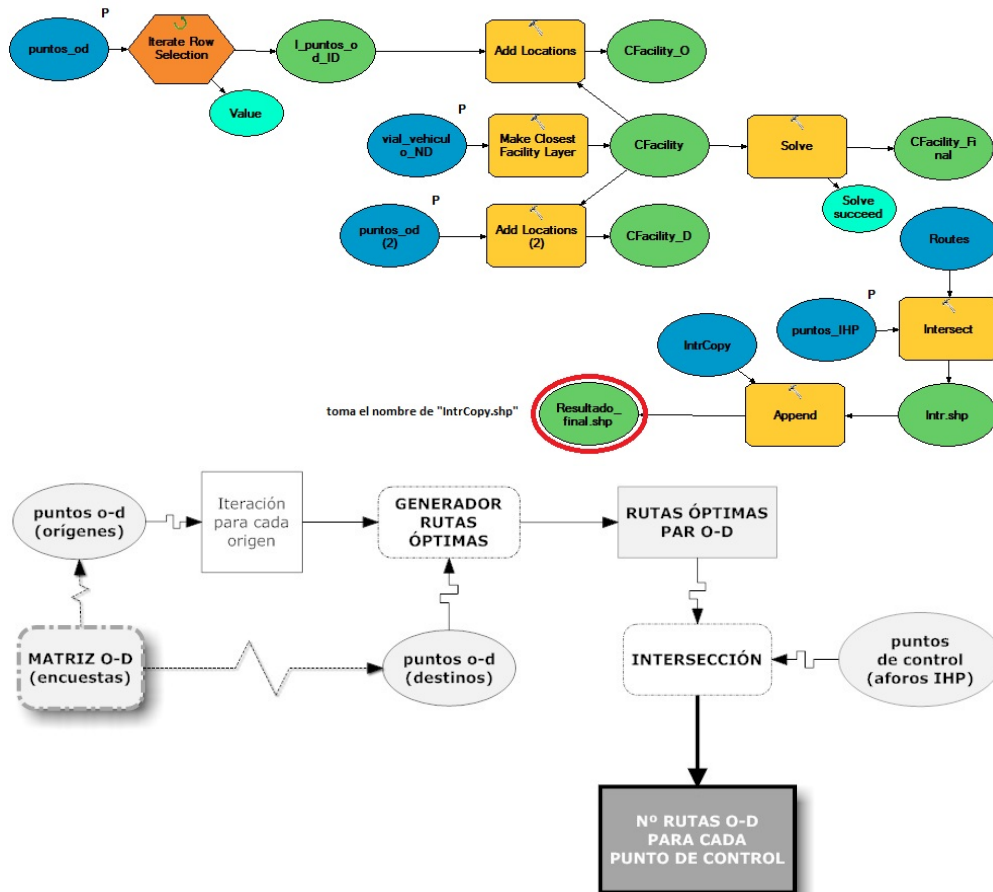 P
puntos_od
Iterate Row
Selection
I_puntos_o
d_ID
Add Locations
CFacility_O
Value
P
vial_vehicul
o_ND
Make Closest
Facility Layer
CFacility
Solve
CFacility_Fi
nal
P
puntos_od
(2)
Add Locations
(2)
CFacility_D
Solve
succeed
Routes
P
puntos_IHP
Intersect
IntrCopy
toma el nombre de "IntrCopy.shp"
Resultado_
final.shp
Append
Intr.shp
puntos o-d
(orígenes)
Iteración
para cada
origen
GENERADOR
RUTAS
ÓPTIMAS
RUTAS ÓPTIMAS
PAR O-D
MATRIZ O-D
(encuestas)
puntos o-d
(destinos)
INTERSECCIÓN
puntos
de control
(aforos IHP)
Nº RUTAS O-D
PARA CADA
PUNTO DE CONTROL